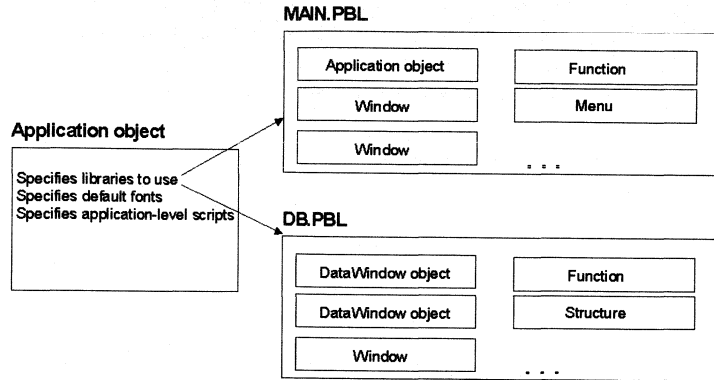 MAIN.PBL
Application object
Function
Window
Menu
Window
. . .
Application object
Specifies libraries to use
Specifies default fonts
Specifies application-level scripts
DB.PBL
DataWindow object
Function
DataWindow object
Structure
Window
. . .